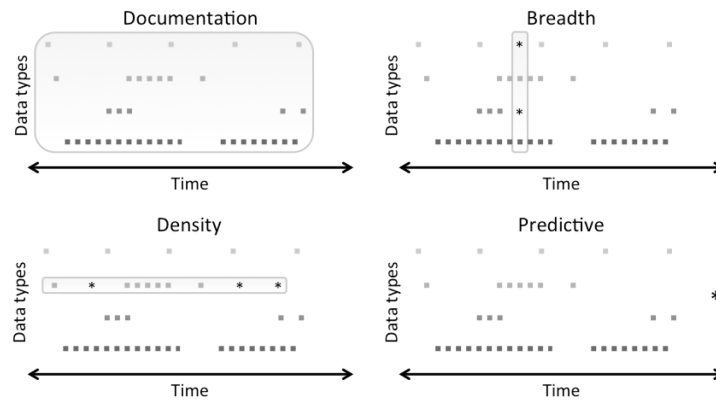 Documentation
Data types
Time
Breadth
Data types
*
*
Time
Density
Data types
* * *
Time
Predictive
Data types
*
Time